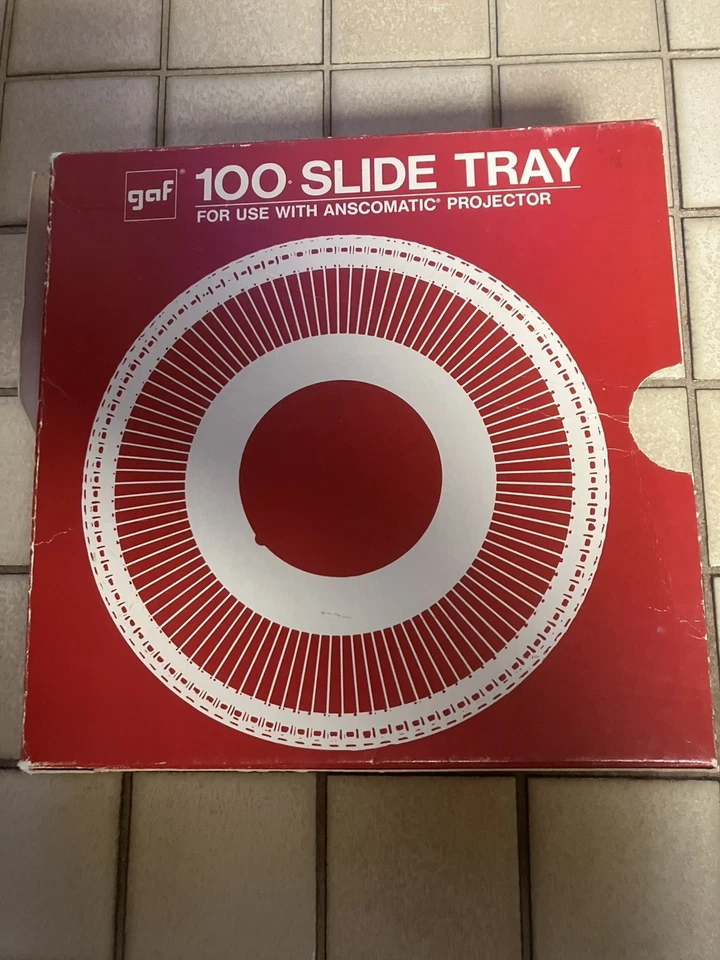 gaf®
100 SLIDE TRAY
FOR USE WITH ANSCOMATIC® PROJECTOR